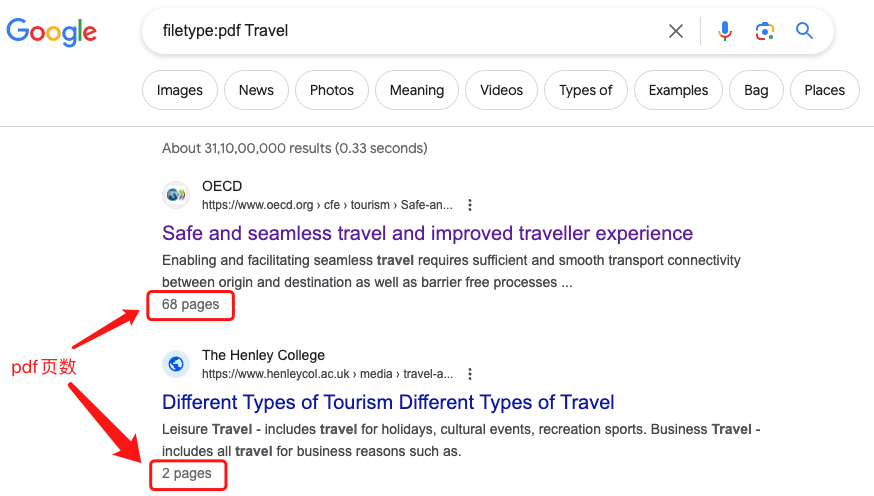 Google
filetype:pdf Travel
Images News Photos Meaning Videos Types of Examples Bag Places
About 31,10,00,000 results (0.33 seconds)
OECD
https://www.oecd.org › cfe › tourism › Safe-an...
Safe and seamless travel and improved traveller experience
Enabling and facilitating seamless travel requires sufficient and smooth transport connectivity
between origin and destination as well as barrier free processes ...
68 pages
pdf页数
The Henley College
https://www.henleycol.ac.uk › media › travel-a...
Different Types of Tourism Different Types of Travel
Leisure Travel - includes travel for holidays, cultural events, recreation sports. Business Travel -
includes all travel for business reasons such as.
2 pages